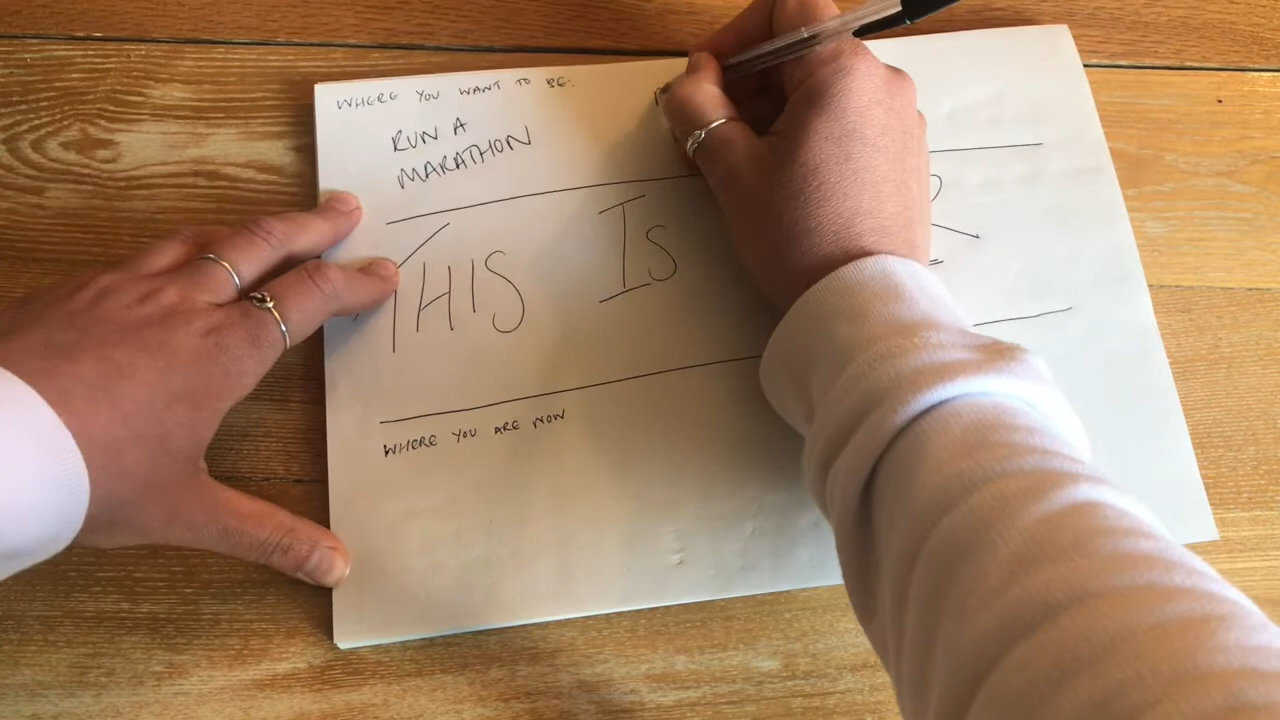 WHERE YOU WANT TO BE:
RUN A
MARATHON
THIS IS
WHERE YOU ARE NOW